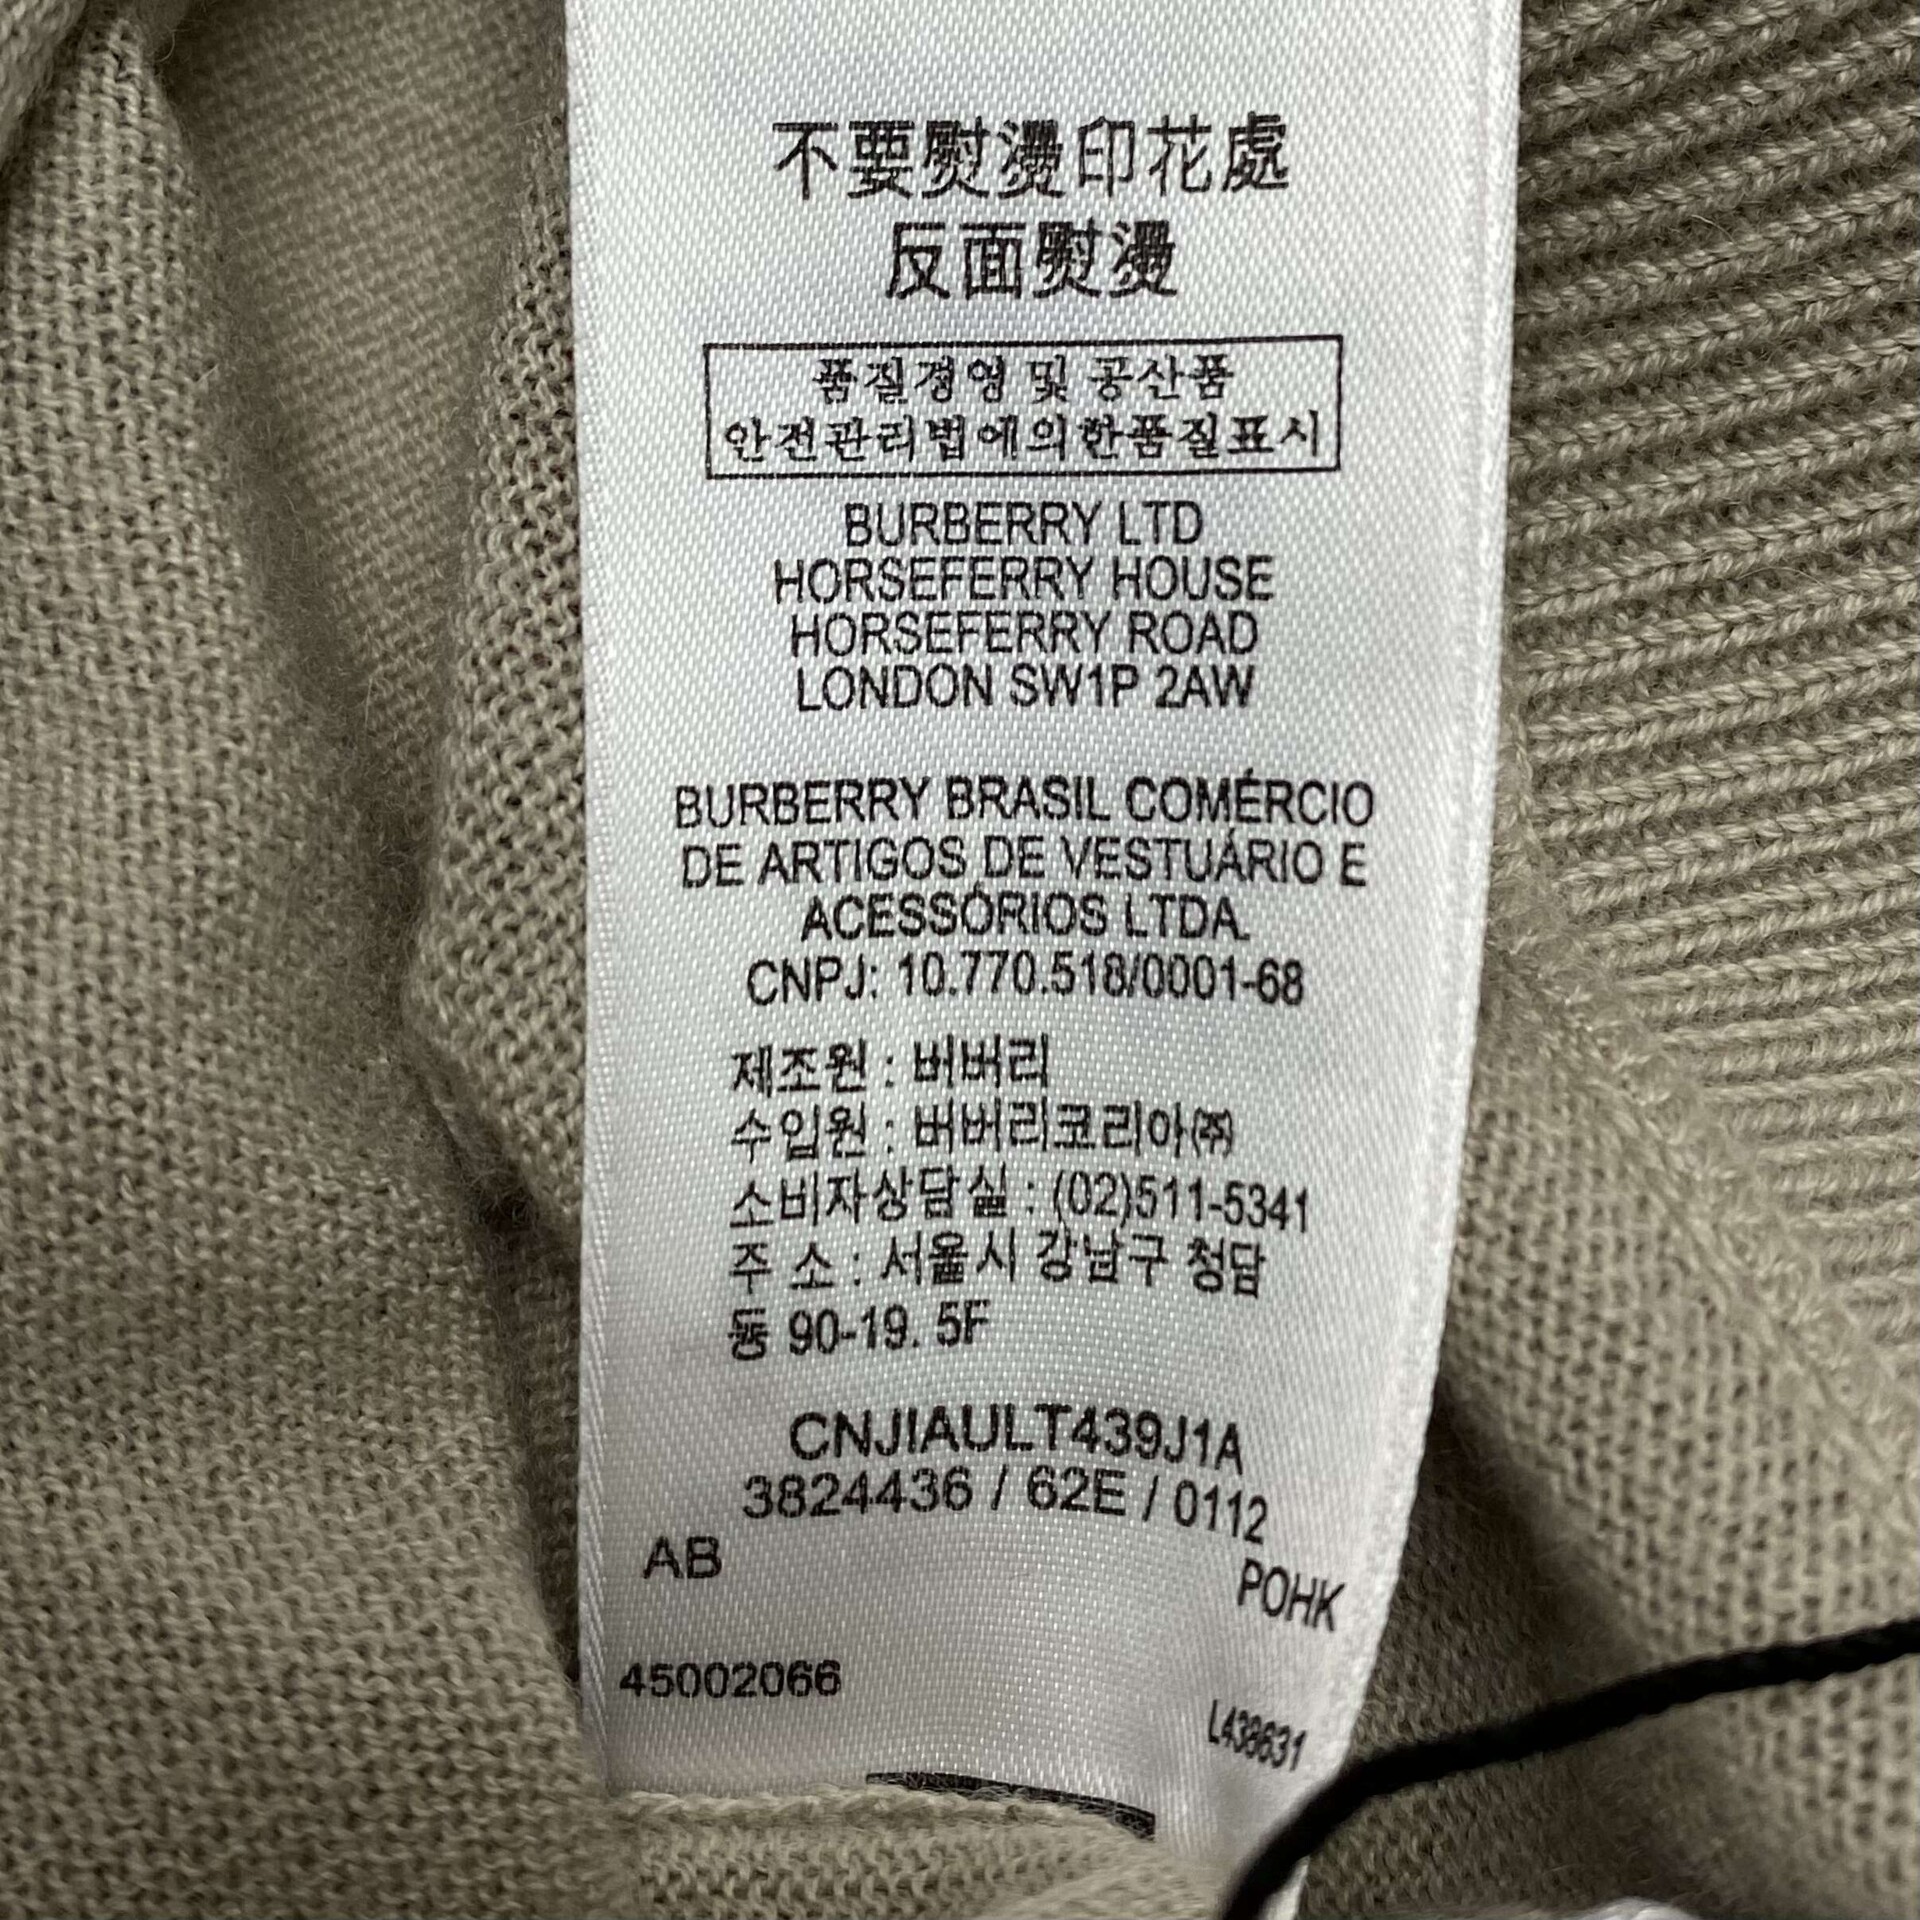 不要熨燙印花處
反面熨燙
품질경영 및 공산품
안전관리법에의한품질표시
BURBERRY LTD
HORSEFERRY HOUSE
HORSEFERRY ROAD
LONDON SW1P 2AW
BURBERRY BRASIL COMÉRCIO
DE ARTIGOS DE VESTUÁRIO E
ACESSÓRIOS LTDA.
CNPJ: 10.770.518/0001-68
제조원 : 버버리
수입원 : 버버리코리아㈜
소비자상담실 : (02)511-5341
주 소 : 서울시 강남구 청담
동 90-19. 5F
CNJIAULT439J1A
3824436 / 62E / 0112
AB
POHK
45002066
L438631